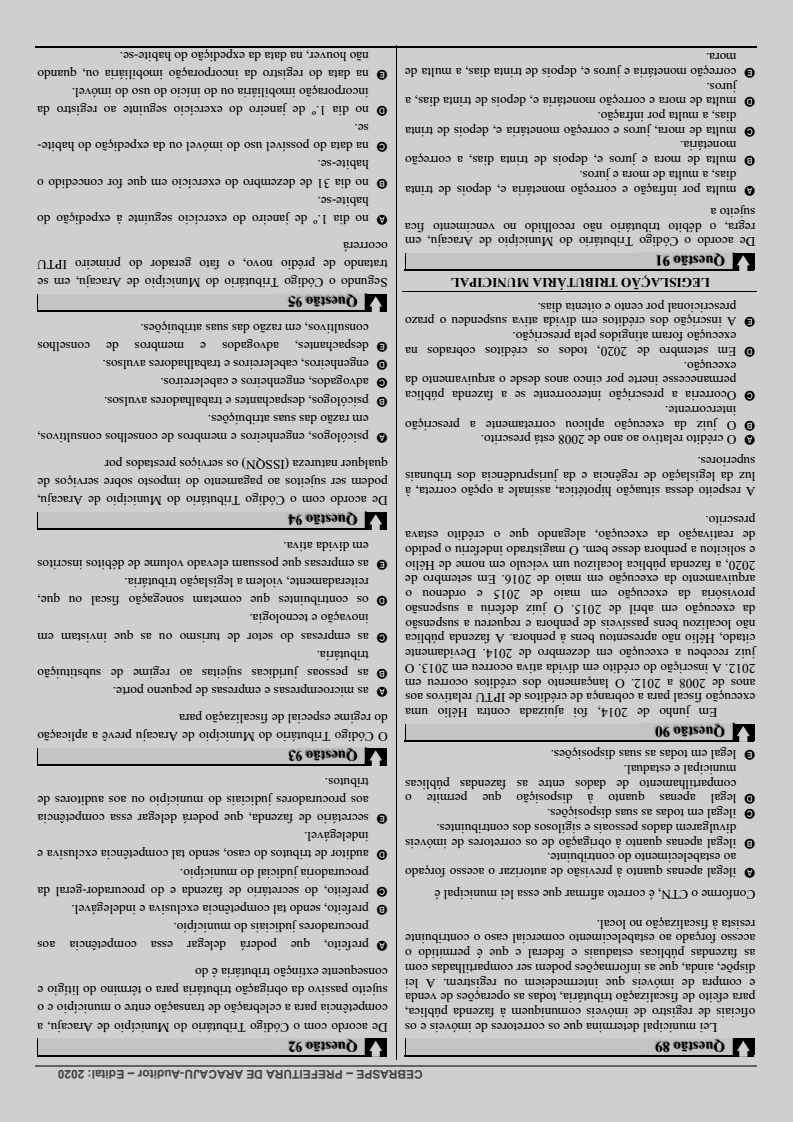 CEBRASPE – PREFEITURA DE ARACAJU-Auditor – Edital: 2020
Questão 89
Lei municipal determina que os corretores de imóveis e os
oficiais de registro de imóveis comuniquem à fazenda pública,
para efeito de fiscalização tributária, todas as operações de venda
e compra de imóveis que intermedeiem ou registrem. A lei
dispõe, ainda, que as informações podem ser compartilhadas com
as fazendas públicas estaduais e federal e que é permitido o
acesso forçado ao estabelecimento comercial caso o contribuinte
resista à fiscalização no local.
Conforme o CTN, é correto afirmar que essa lei municipal é
A ilegal apenas quanto à previsão de autorizar o acesso forçado
ao estabelecimento do contribuinte.
B ilegal apenas quanto à obrigação de os corretores de imóveis
divulgarem dados pessoais e sigilosos dos contribuintes.
C ilegal em todas as suas disposições.
D legal apenas quanto à disposição que permite o
compartilhamento de dados entre as fazendas públicas
municipal e estadual.
E legal em todas as suas disposições.
Questão 90
Em junho de 2014, foi ajuizada contra Hélio uma
execução fiscal para a cobrança de créditos de IPTU relativos aos
anos de 2008 a 2012. O lançamento dos créditos ocorreu em
2012. A inscrição do crédito em dívida ativa ocorreu em 2013. O
juiz recebeu a execução em dezembro de 2014. Devidamente
citado, Hélio não apresentou bens à penhora. A fazenda pública
não localizou bens passíveis de penhora e requereu a suspensão
da execução em abril de 2015. O juiz deferiu a suspensão
provisória da execução em maio de 2015 e ordenou o
arquivamento da execução em maio de 2016. Em setembro de
2020, a fazenda pública localizou um veículo em nome de Hélio
e solicitou a penhora desse bem. O magistrado indeferiu o pedido
de reativação da execução, alegando que o crédito estava
prescrito.
A respeito dessa situação hipotética, assinale a opção correta, à
luz da legislação de regência e da jurisprudência dos tribunais
superiores.
A O crédito relativo ao ano de 2008 está prescrito.
B O juiz da execução aplicou corretamente a prescrição
intercorrente.
C Ocorreria a prescrição intercorrente se a fazenda pública
permanecesse inerte por cinco anos desde o arquivamento da
execução.
D Em setembro de 2020, todos os créditos cobrados na
execução foram atingidos pela prescrição.
E A inscrição dos créditos em dívida ativa suspendeu o prazo
prescricional por cento e oitenta dias.
LEGISLAÇÃO TRIBUTÁRIA MUNICIPAL
Questão 91
De acordo com o Código Tributário do Município de Aracaju, em
regra, o débito tributário não recolhido no vencimento fica
sujeito a
A multa por infração e correção monetária e, depois de trinta
dias, a multa de mora e juros.
B multa de mora e juros e, depois de trinta dias, a correção
monetária.
C multa de mora, juros e correção monetária e, depois de trinta
dias, a multa por infração.
D multa de mora e correção monetária e, depois de trinta dias, a
juros.
E correção monetária e juros e, depois de trinta dias, a multa de
mora.
Questão 92
De acordo com o Código Tributário do Município de Aracaju, a
competência para a celebração de transação entre o município e o
sujeito passivo da obrigação tributária para o término do litígio e
consequente extinção tributária é do
A prefeito, que poderá delegar essa competência aos
procuradores judiciais do município.
B prefeito, sendo tal competência exclusiva e indelegável.
C prefeito, do secretário de fazenda e do procurador-geral da
procuradoria judicial do município.
D auditor de tributos do caso, sendo tal competência exclusiva e
indelegável.
E secretário de fazenda, que poderá delegar essa competência
aos procuradores judiciais do município ou aos auditores de
tributos.
Questão 93
O Código Tributário do Município de Aracaju prevê a aplicação
do regime especial de fiscalização para
A as microempresas e empresas de pequeno porte.
B as pessoas jurídicas sujeitas ao regime de substituição
tributária.
C as empresas do setor de turismo ou as que invistam em
inovação e tecnologia.
D os contribuintes que cometam sonegação fiscal ou que,
reiteradamente, violem a legislação tributária.
E as empresas que possuam elevado volume de débitos inscritos
em dívida ativa.
Questão 94
De acordo com o Código Tributário do Município de Aracaju,
podem ser sujeitos ao pagamento do imposto sobre serviços de
qualquer natureza (ISSQN) os serviços prestados por
A psicólogos, engenheiros e membros de conselhos consultivos,
em razão das suas atribuições.
B psicólogos, despachantes e trabalhadores avulsos.
C advogados, engenheiros e cabeleireiros.
D engenheiros, cabeleireiros e trabalhadores avulsos.
E despachantes, advogados e membros de conselhos
consultivos, em razão das suas atribuições.
Questão 95
Segundo o Código Tributário do Município de Aracaju, em se
tratando de prédio novo, o fato gerador do primeiro IPTU
ocorrerá
A no dia 1.º de janeiro do exercício seguinte à expedição do
habite-se.
B no dia 31 de dezembro do exercício em que for concedido o
habite-se.
C na data do possível uso do imóvel ou da expedição do habite-
se.
D no dia 1.º de janeiro do exercício seguinte ao registro da
incorporação imobiliária ou do início do uso do imóvel.
E na data do registro da incorporação imobiliária ou, quando
não houver, na data da expedição do habite-se.